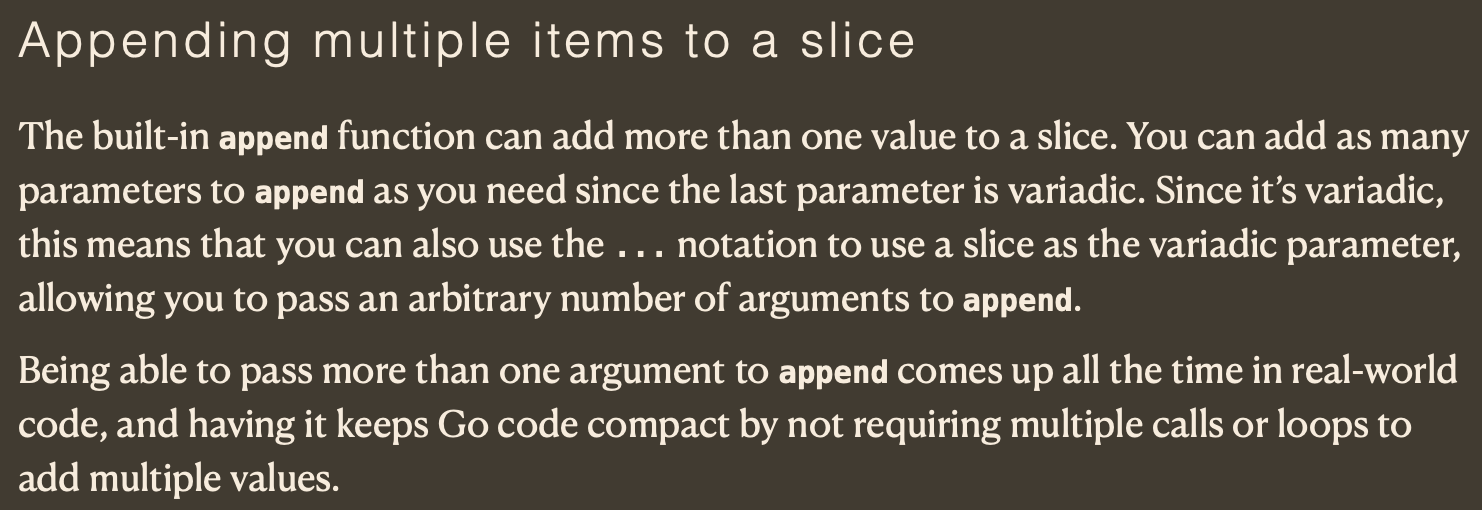 Appending multiple items to a slice
The built-in append function can add more than one value to a slice. You can add as many
parameters to append as you need since the last parameter is variadic. Since it’s variadic,
this means that you can also use the ... notation to use a slice as the variadic parameter,
allowing you to pass an arbitrary number of arguments to append.
Being able to pass more than one argument to append comes up all the time in real-world
code, and having it keeps Go code compact by not requiring multiple calls or loops to
add multiple values.